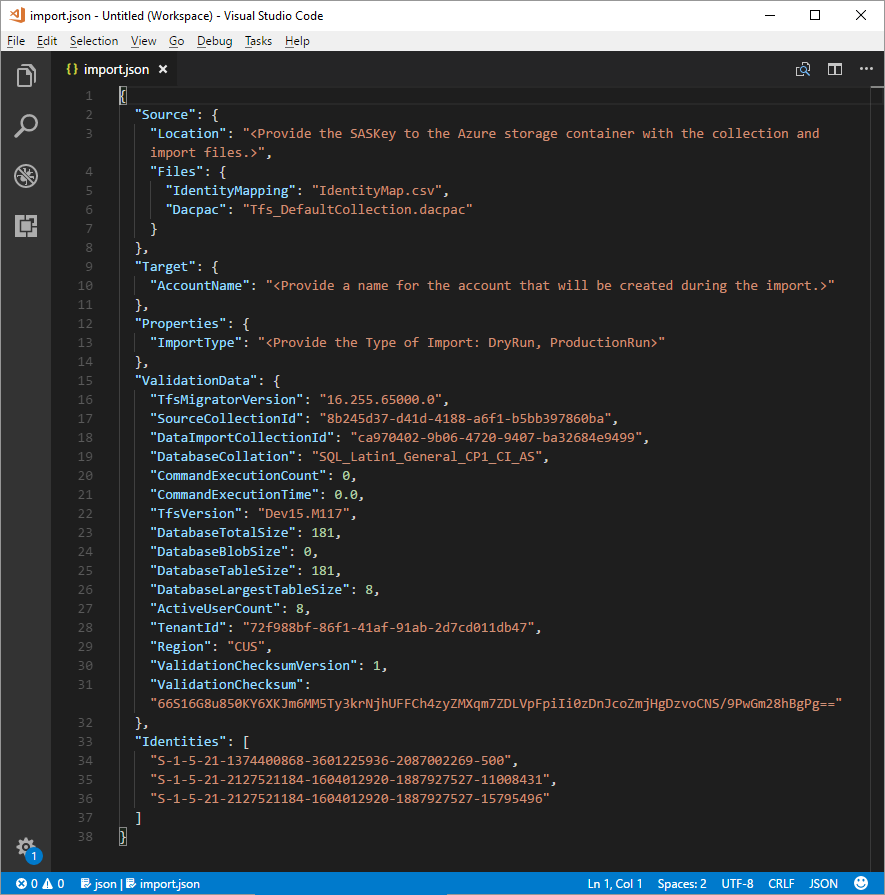 import.json - Untitled (Workspace) - Visual Studio Code
File Edit Selection View Go Debug Tasks Help
{} import.json ×
1 {
2 "Source": {
3 "Location": "<Provide the SASKey to the Azure storage container with the collection and
import files.>",
4 "Files": {
5 "IdentityMapping": "IdentityMap.csv",
6 "Dacpac": "Tfs_DefaultCollection.dacpac"
7 }
8 },
9 "Target": {
10 "AccountName": "<Provide a name for the account that will be created during the import.>"
11 },
12 "Properties": {
13 "ImportType": "<Provide the Type of Import: DryRun, ProductionRun>"
14 },
15 "ValidationData": {
16 "TfsMigratorVersion": "16.255.65000.0",
17 "SourceCollectionId": "8b245d37-d41d-4188-a6f1-b5bb397860ba",
18 "DataImportCollectionId": "ca970402-9b06-4720-9407-ba32684e9499",
19 "DatabaseCollation": "SQL_Latin1_General_CP1_CI_AS",
20 "CommandExecutionCount": 0,
21 "CommandExecutionTime": 0.0,
22 "TfsVersion": "Dev15.M117",
23 "DatabaseTotalSize": 181,
24 "DatabaseBlobSize": 0,
25 "DatabaseTableSize": 181,
26 "DatabaseLargestTableSize": 8,
27 "ActiveUserCount": 8,
28 "TenantId": "72f988bf-86f1-41af-91ab-2d7cd011db47",
29 "Region": "CUS",
30 "ValidationChecksumVersion": 1,
31 "ValidationChecksum":
"66S16G8u850KY6XKJm6MM5Ty3krNjhUFFCh4zyZMXqm7ZDLVpFpiIi0zDnJcoZmjHgDzvoCNS/9PwGm28hBgPg=="
32 },
33 "Identities": [
34 "S-1-5-21-1374400868-3601225936-2087002269-500",
35 "S-1-5-21-2127521184-1604012920-1887927527-11008431",
36 "S-1-5-21-2127521184-1604012920-1887927527-15795496"
37 ]
38 }
1
0 0 json | import.json Ln 1, Col 1 Spaces: 2 UTF-8 CRLF JSON